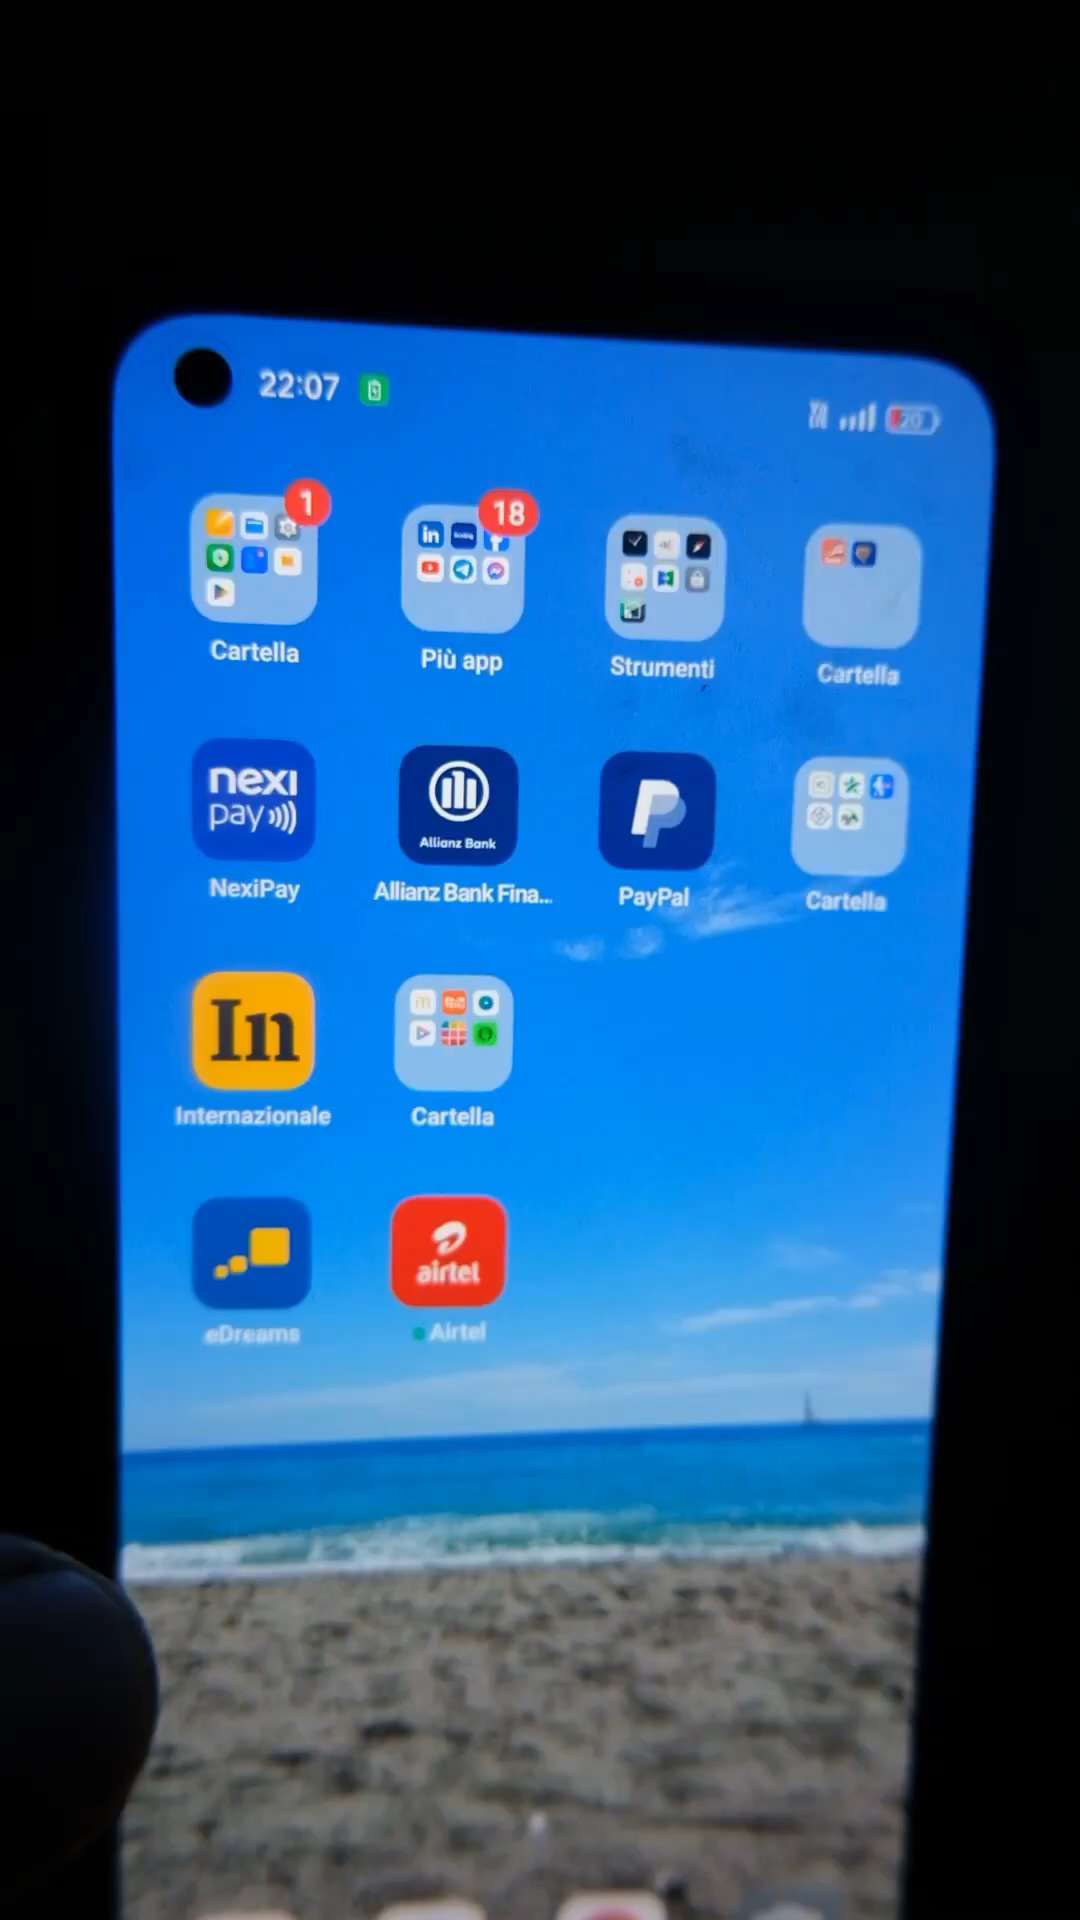 22:07
20
1
18
Cartella
Più app
Strumenti
Cartella
nexi
pay
Allianz Bank
NexiPay
Allianz Bank Fina...
PayPal
Cartella
In
Internazionale
Cartella
airtel
eDreams
Airtel